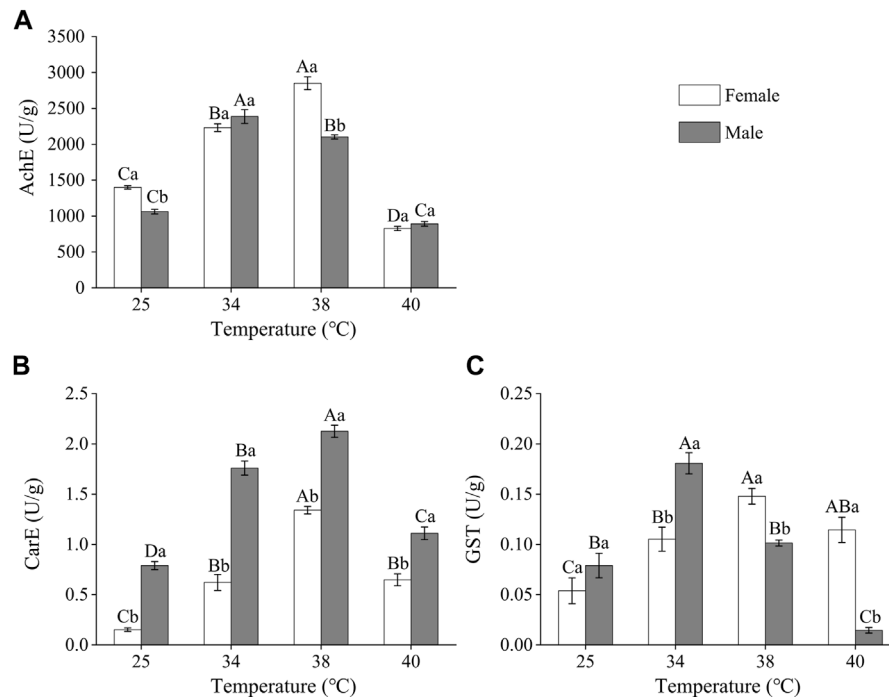 A
AchE (U/g)
3500
3000
2500
2000
1500
1000
500
0
Ca
Cb
Ba
Aa
Aa
Bb
Da
Ca
25
34
38
40
Temperature (°C)
Female
Male
B
CarE (U/g)
2.5
2.0
1.5
1.0
0.5
0.0
Cb
Da
Bb
Ba
Ab
Aa
Bb
Ca
25
34
38
40
Temperature (°C)
C
GST (U/g)
0.25
0.20
0.15
0.10
0.05
0.00
Ca
Ba
Bb
Aa
Aa
Bb
ABa
Cb
25
34
38
40
Temperature (°C)